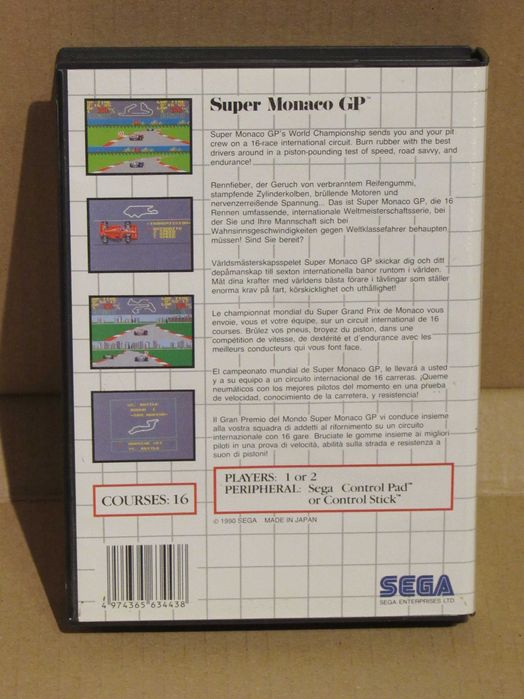 Super Monaco GP™
Super Monaco GP's World Championship sends you and your pit
crew on a 16-race international circuit. Burn rubber with the best
drivers around in a piston-pounding test of speed, road savvy, and
endurance!
Rennfieber, der Geruch von verbranntem Reifengummi,
stampfende Zylinderkolben, brüllende Motoren und
nervenzerreißende Spannung... Das ist Super Monaco GP, die 16
Rennen umfassende, internationale Weltmeisterschaftsserie, bei
der Sie und Ihre Mannschaft sich bei
Wahnsinnsgeschwindigkeiten gegen Weltklassefahrer behaupten
müssen! Sind Sie bereit?
Världsmästerskapsspelet Super Monaco GP skickar dig och ditt
depåmanskap till sexton internationella banor runtom i världen.
Mät dina krafter med världens bästa förare i tävlingar som ställer
enorma krav på fart, körskicklighet och uthållighet!
Le championnat mondial du Super Grand Prix de Monaco vous
envoie, vous et votre équipe, sur un circuit international de 16
courses. Brûlez vos pneus, broyez du piston, dans une
compétition de vitesse, de dextérité et d'endurance avec les
meilleurs conducteurs qui vous font face.
El campeonato mundial de Super Monaco GP, le llevará a usted
y a su equipo a un circuito internacional de 16 carreras. ¡Queme
neumáticos con los mejores pilotos del momento en una prueba
de velocidad, conocimiento de la carretera, y resistencia!
Il Gran Premio del Mondo Super Monaco GP vi conduce insieme
alla vostra squadra di addetti al rifornimento su un circuito
internazionale con 16 gare. Bruciate le gomme insieme ai migliori
piloti in una prova di velocità, abilità sulla strada e resistenza a
suon di pistoni!
COURSES: 16
PLAYERS: 1 or 2
PERIPHERAL: Sega Control Pad™
or Control Stick™
© 1990 SEGA MADE IN JAPAN
4 974365 634438
SEGA
SEGA ENTERPRISES LTD.